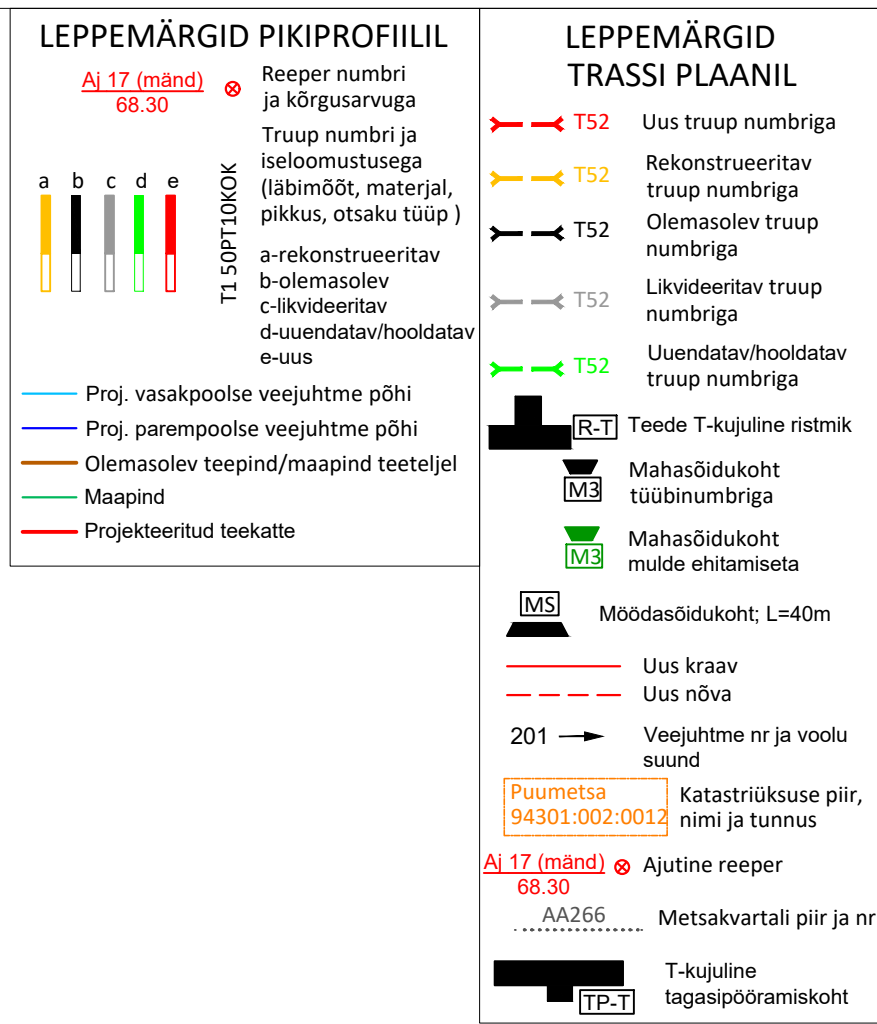 LEPPEMÄRGID PIKIPROFIILIL
Aj 17 (mänd)
68.30
Reeper numbri
ja kõrgusarvuga
a b c d e
T1 50PT10KOK
Truup numbri ja
iseloomustusega
(läbimõõt, materjal,
pikkus, otsaku tüüp )
a-rekonstrueeritav
b-olemasolev
c-likvideeritav
d-uuendatav/hooldatav
e-uus
Proj. vasakpoolse veejuhtme põhi
Proj. parempoolse veejuhtme põhi
Olemasolev teepind/maapind teeteljel
Maapind
Projekteeritud teekatte
LEPPEMÄRGID
TRASSI PLAANIL
T52 Uus truup numbriga
T52 Rekonstrueeritav
truup numbriga
T52 Olemasolev truup
numbriga
T52 Likvideeritav truup
numbriga
T52 Uuendatav/hooldatav
truup numbriga
R-T Teede T-kujuline ristmik
M3 Mahasõidukoht
tüübinumbriga
M3 Mahasõidukoht
mulde ehitamiseta
MS Möödasõidukoht; L=40m
Uus kraav
Uus nõva
201 Veejuhtme nr ja voolu
suund
Puumetsa
94301:002:0012
Katastriüksuse piir,
nimi ja tunnus
Aj 17 (mänd)
68.30
Ajutine reeper
AA266 Metsakvartali piir ja nr
TP-T
T-kujuline
tagasipööramiskoht